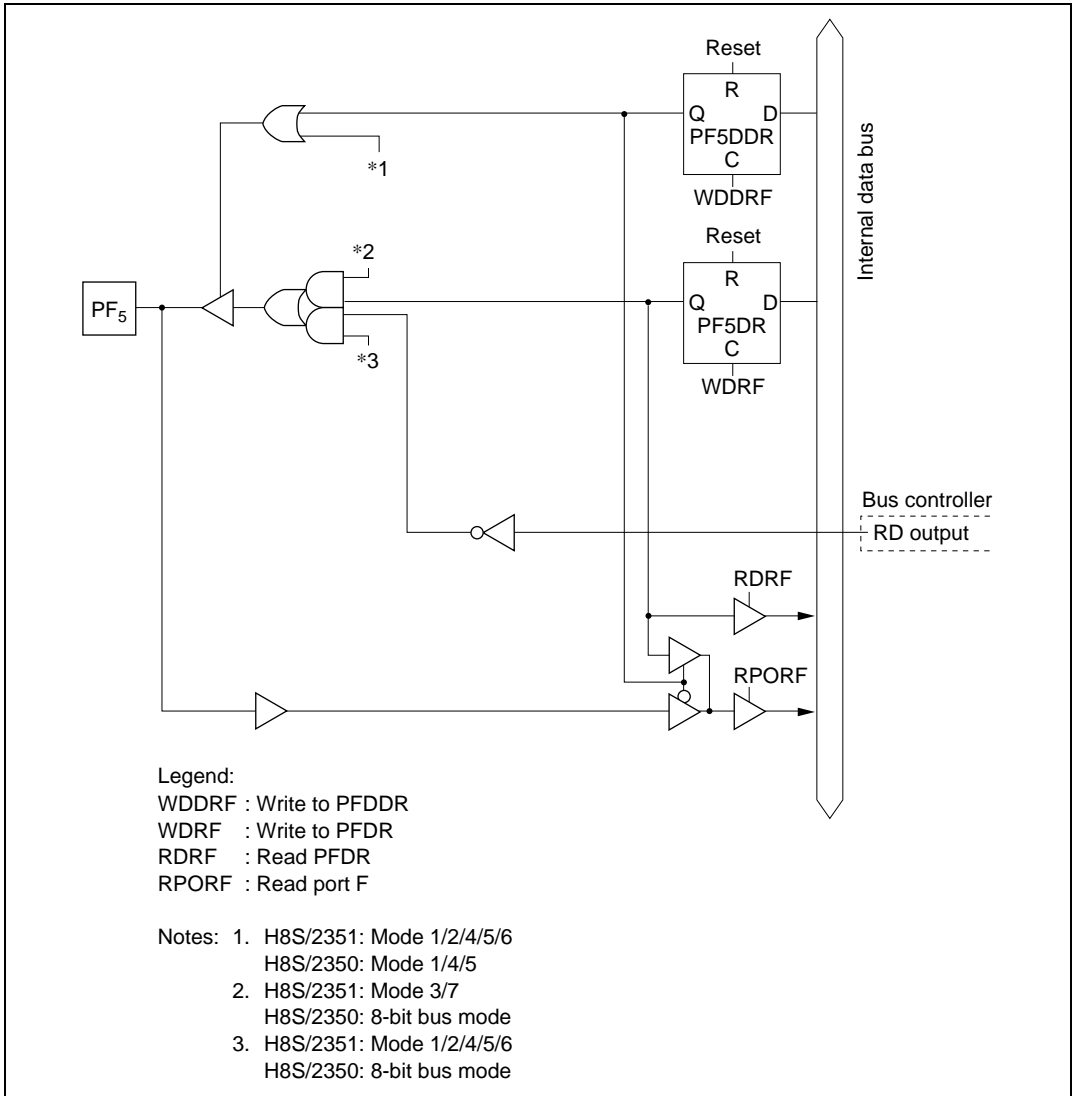 Reset
R
Q D
PF5DDR
C
WDDRF
*1
Internal data bus
Reset
R
Q D
PF5DR
C
WDRF
*2
PF5
*3
Bus controller
RD output
RDRF
RPORF
Legend:
WDDRF : Write to PFDDR
WDRF : Write to PFDR
RDRF : Read PFDR
RPORF : Read port F
Notes: 1. H8S/2351: Mode 1/2/4/5/6
H8S/2350: Mode 1/4/5
2. H8S/2351: Mode 3/7
H8S/2350: 8-bit bus mode
3. H8S/2351: Mode 1/2/4/5/6
H8S/2350: 8-bit bus mode